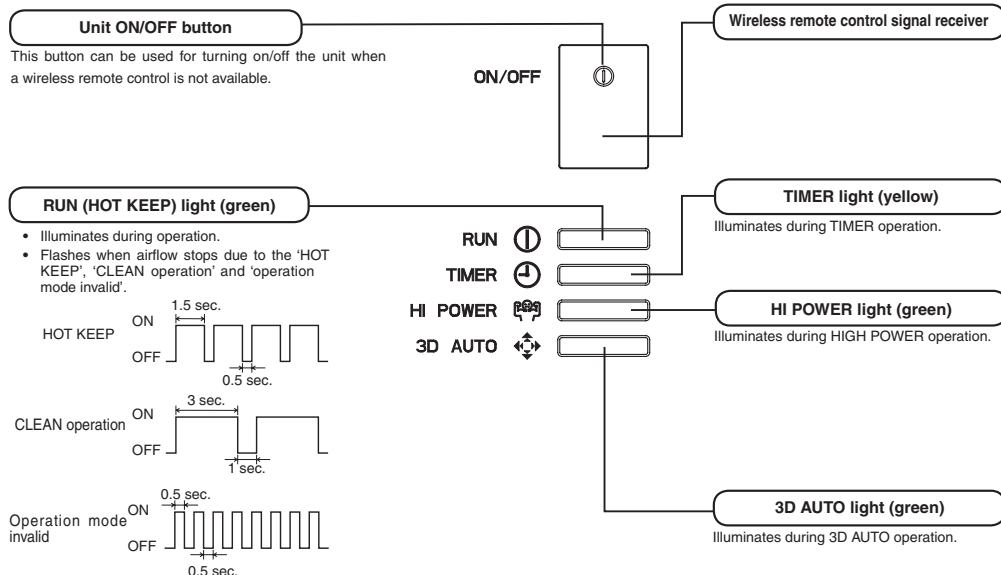 Unit ON/OFF button
This button can be used for turning on/off the unit when
a wireless remote control is not available.
Wireless remote control signal receiver
ON/OFF
RUN (HOT KEEP) light (green)
• Illuminates during operation.
• Flashes when airflow stops due to the ‘HOT
KEEP’, ‘CLEAN operation’ and ‘operation
mode invalid’.
1.5 sec.
HOT KEEP
ON
OFF
0.5 sec.
3 sec.
CLEAN operation
ON
OFF
1 sec.
0.5 sec.
Operation mode
invalid
ON
OFF
0.5 sec.
RUN
TIMER
HI POWER
3D AUTO
TIMER light (yellow)
Illuminates during TIMER operation.
HI POWER light (green)
Illuminates during HIGH POWER operation.
3D AUTO light (green)
Illuminates during 3D AUTO operation.